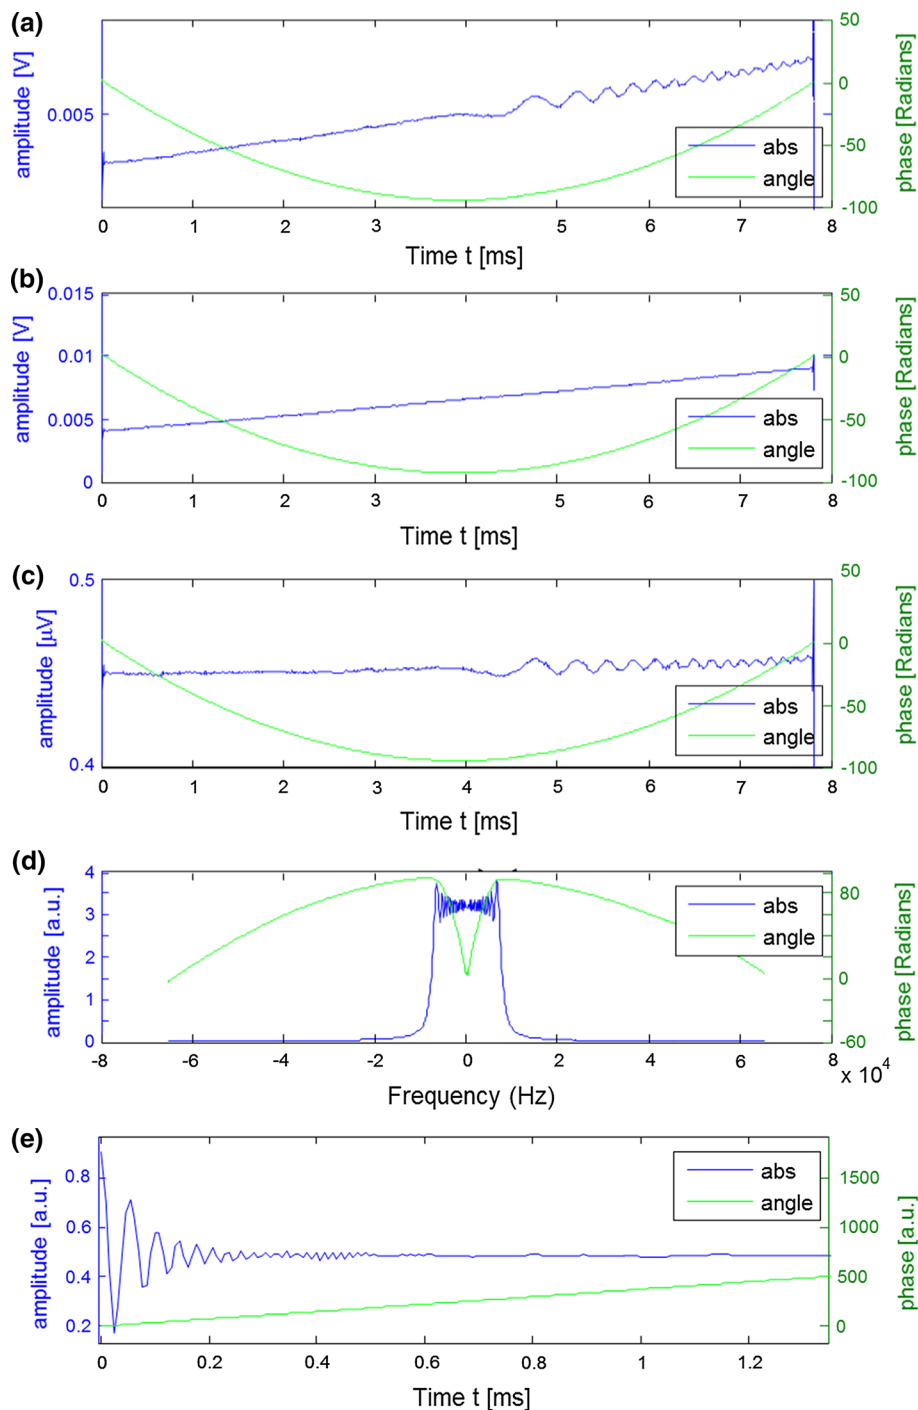 (a)
amplitude [V]
0.005
50
0
-50
-100
phase [Radians]
abs
angle
0 1 2 3 4 5 6 7 8
Time t [ms]
(b)
amplitude [V]
0.015
0.01
0.005
0
50
0
-50
-100
phase [Radians]
abs
angle
0 1 2 3 4 5 6 7 8
Time t [ms]
(c)
amplitude [µV]
0.5
0.4
50
0
-50
-100
phase [Radians]
abs
angle
0 1 2 3 4 5 6 7 8
Time t [ms]
(d)
amplitude [a.u.]
4
3
2
1
0
80
40
0
-60
phase [Radians]
abs
angle
-8 -6 -4 -2 0 2 4 6 8
x 10⁴
Frequency (Hz)
(e)
amplitude [a.u.]
0.8
0.6
0.4
0.2
1500
1000
500
0
phase [a.u.]
abs
angle
0 0.2 0.4 0.6 0.8 1 1.2
Time t [ms]